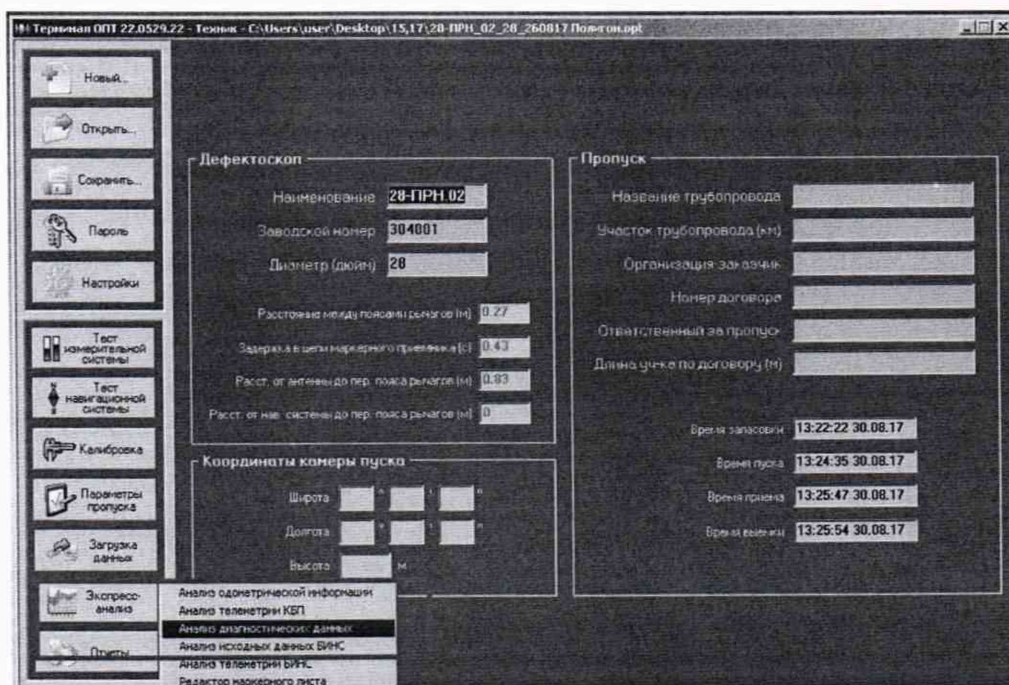 Терминал ОПТ 22.0529.22 - Техник - C:\Users\user\Desktop\15,17\28-ПРН_02_28_260817 Полигон.opt
Новый...
Открыть...
Сохранить...
Пароль
Настройки
Тест
измерительной
системы
Тест
навигационной
системы
Калибровка
Параметры
пропуска
Загрузка
данных
Экспресс-
анализ
Отчеты
Дефектоскоп
Наименование 28-ПРН.02
Заводской номер 304001
Диаметр (дюйм) 28
Расстояние между поясами рычагов (м) 0.27
Задержка в цепи маркерного приемника (с) 0.43
Расст. от антенны до пер. пояса рычагов (м) 0.83
Расст. от нав. системы до пер. пояса рычагов (м) 0
Координаты камеры пуска
Широта ° ' "
Долгота ° ' "
Высота м
Пропуск
Название трубопровода
Участок трубопровода (км)
Организация-заказчик
Номер договора
Ответственный за пропуск
Длина уч-ка по договору (м)
Время запасовки 13:22:22 30.08.17
Время пуска 13:24:35 30.08.17
Время приема 13:25:47 30.08.17
Время выемки 13:25:54 30.08.17
Анализ одометрической информации
Анализ телеметрии КБП
Анализ диагностических данных
Анализ исходных данных БИНС
Анализ телеметрии БИНС
Редактор маркерного листа